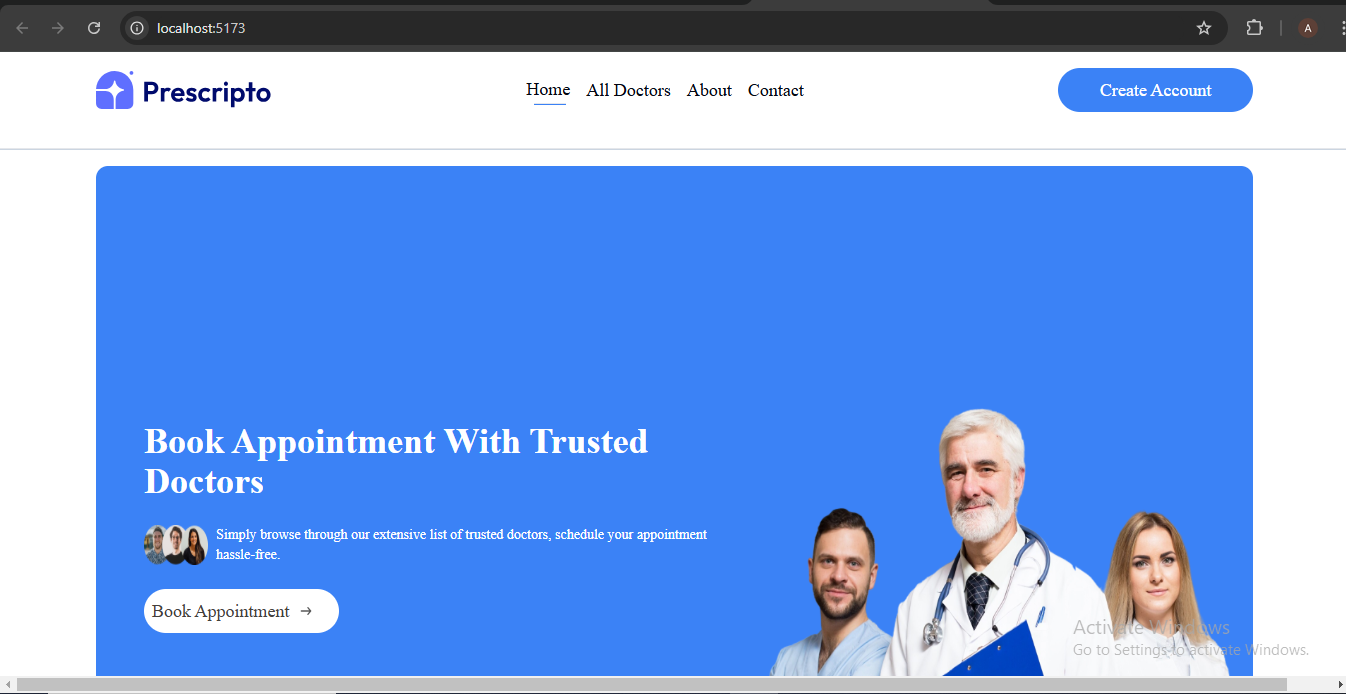 localhost:5173
A
Prescripto
Home All Doctors About Contact
Create Account
Book Appointment With Trusted
Doctors
Simply browse through our extensive list of trusted doctors, schedule your appointment
hassle-free.
Book Appointment →
Activate Windows
Go to Settings to activate Windows.